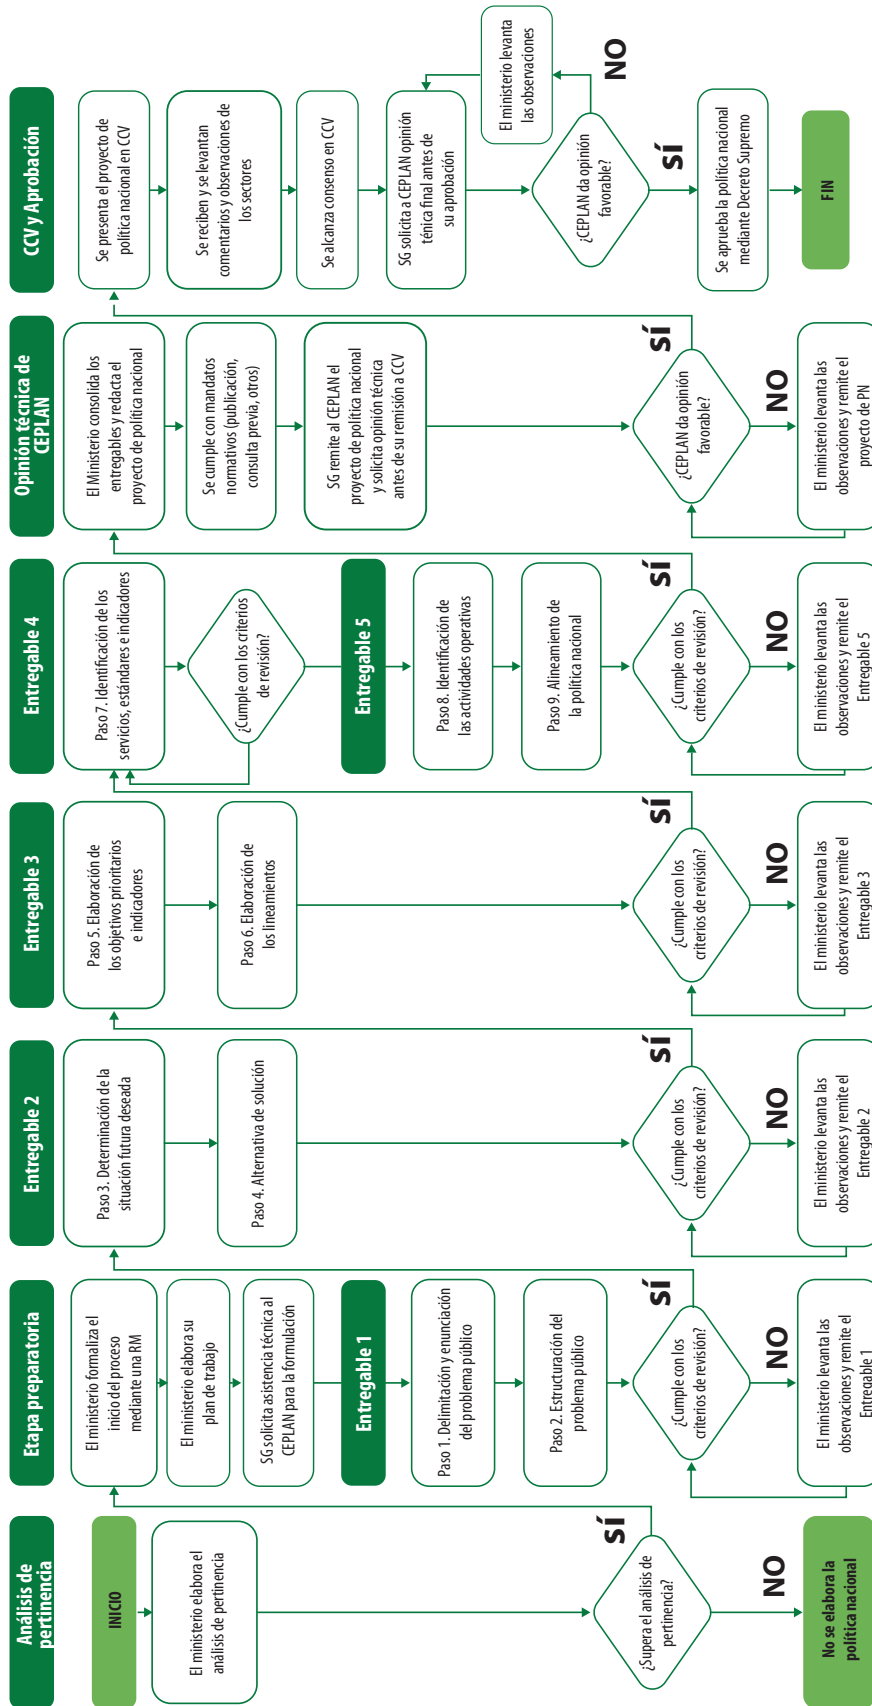 Análisis de
pertinencia
INICIO
El ministerio elabora el
análisis de pertinencia
¿Supera el análisis de
pertinencia?
SÍ
NO
No se elabora la
política nacional
Etapa preparatoria
El ministerio formaliza el
inicio del proceso
mediante una RM
El ministerio elabora su
plan de trabajo
SG solicita asistencia técnica al
CEPLAN para la formulación
Entregable 1
Paso 1. Delimitación y enunciación
del problema público
Paso 2. Estructuración del
problema público
¿Cumple con los
criterios de revisión?
SÍ
NO
El ministerio levanta las
observaciones y remite el
Entregable 1
Entregable 2
Paso 3. Determinación de la
situación futura deseada
Paso 4. Alternativa de solución
¿Cumple con los
criterios de revisión?
SÍ
NO
El ministerio levanta las
observaciones y remite el
Entregable 2
Entregable 3
Paso 5. Elaboración de
los objetivos prioritarios
e indicadores
Paso 6. Elaboración de
los lineamientos
¿Cumple con los
criterios de revisión?
SÍ
NO
El ministerio levanta las
observaciones y remite el
Entregable 3
Entregable 4
Paso 7. Identificación de los
servicios, estándares e indicadores
¿Cumple con los criterios
de revisión?
Entregable 5
Paso 8. Identificación de
las actividades operativas
Paso 9. Alineamiento de
la política nacional
¿Cumple con los
criterios de revisión?
SÍ
NO
El ministerio levanta las
observaciones y remite el
Entregable 5
Opinión técnica de
CEPLAN
El Ministerio consolida los
entregables y redacta el
proyecto de política nacional
Se cumple con mandatos
normativos (publicación,
consulta previa, otros)
SG remite al CEPLAN el
proyecto de política nacional
y solicita opinión técnica
antes de su remisión a CCV
¿CEPLAN da opinión
favorable?
SÍ
NO
El ministerio levanta las
observaciones y remite el
proyecto de PN
CCV y Aprobación
Se presenta el proyecto de
política nacional en CCV
Se reciben y se levantan
comentarios y observaciones de
los sectores
Se alcanza consenso en CCV
SG solicita a CEPLAN opinión
ténica final antes de
su aprobación
El ministerio levanta
las observaciones
¿CEPLAN da opinión
favorable?
NO
SÍ
Se aprueba la política nacional
mediante Decreto Supremo
FIN